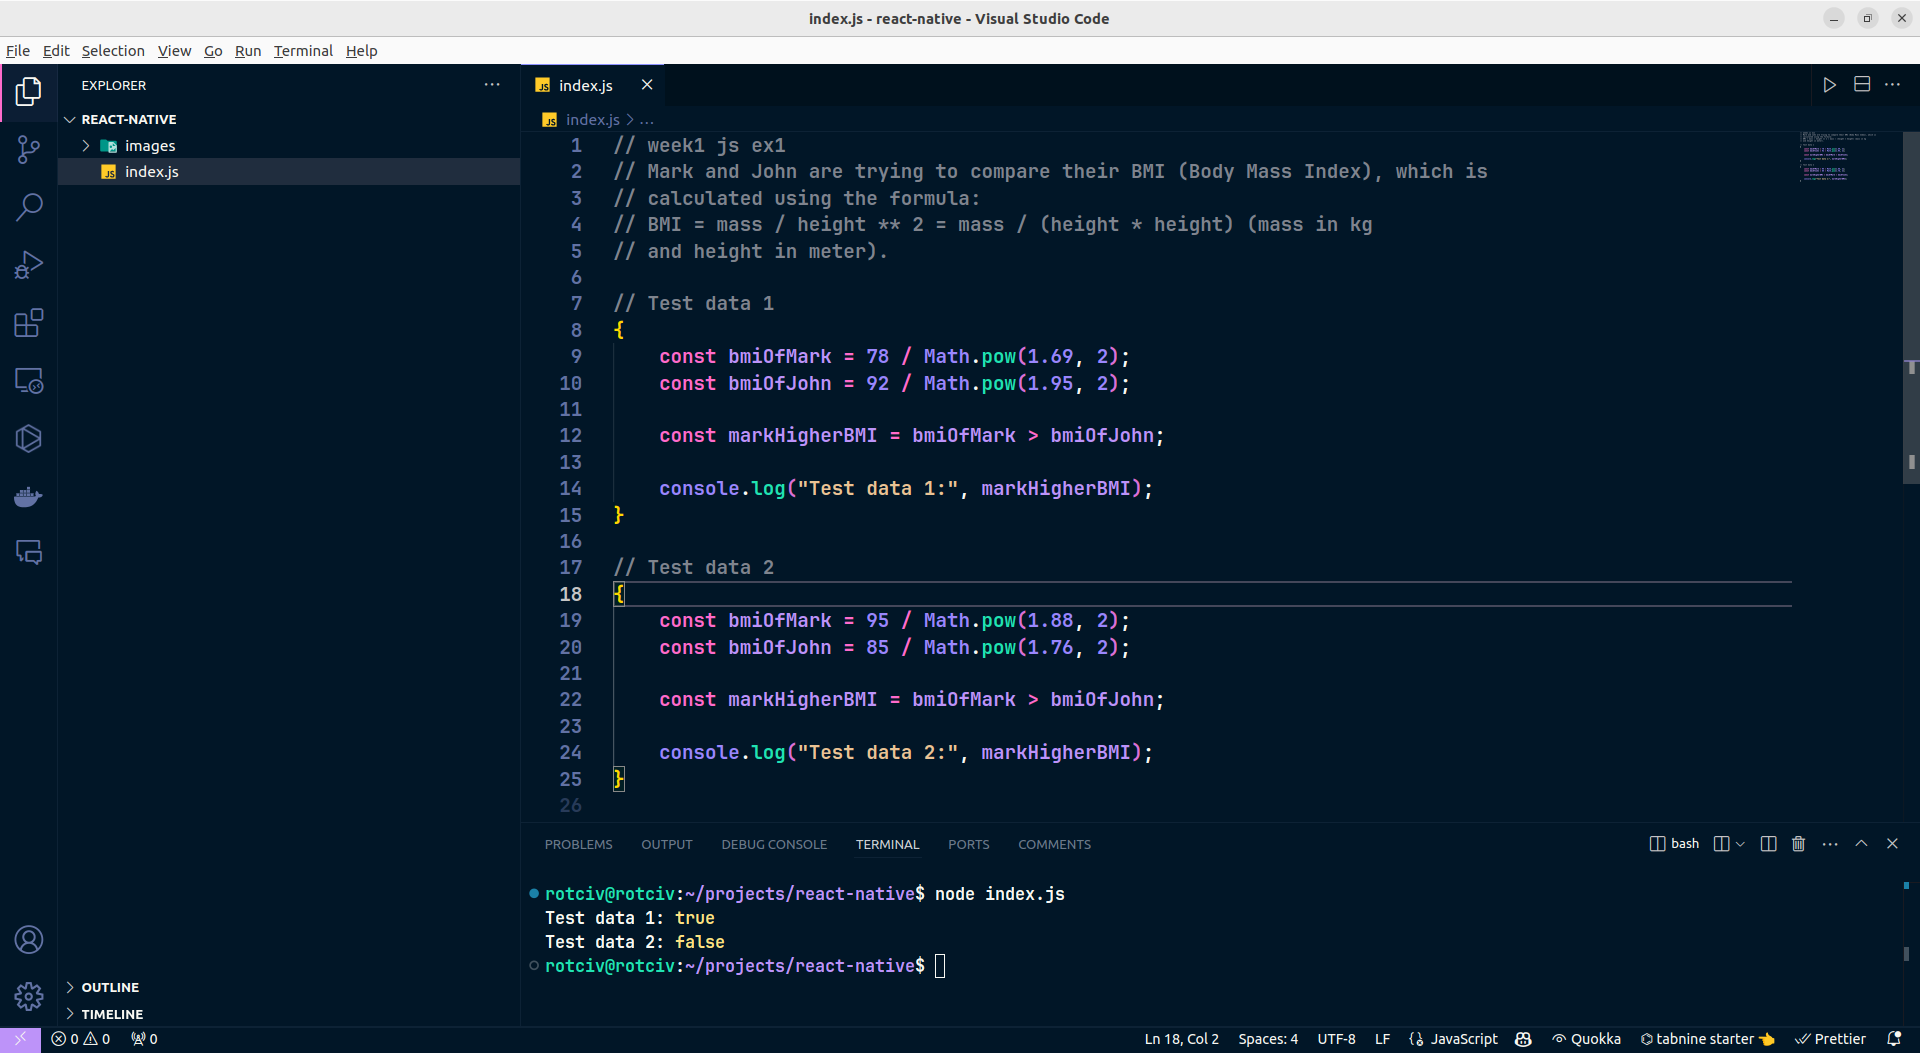 index.js - react-native - Visual Studio Code
File Edit Selection View Go Run Terminal Help
EXPLORER
REACT-NATIVE
images
index.js
OUTLINE
TIMELINE
index.js
index.js > ...
1 // week1 js ex1
2 // Mark and John are trying to compare their BMI (Body Mass Index), which is
3 // calculated using the formula:
4 // BMI = mass / height ** 2 = mass / (height * height) (mass in kg
5 // and height in meter).
6
7 // Test data 1
8 {
9 const bmiOfMark = 78 / Math.pow(1.69, 2);
10 const bmiOfJohn = 92 / Math.pow(1.95, 2);
11
12 const markHigherBMI = bmiOfMark > bmiOfJohn;
13
14 console.log("Test data 1:", markHigherBMI);
15 }
16
17 // Test data 2
18 {
19 const bmiOfMark = 95 / Math.pow(1.88, 2);
20 const bmiOfJohn = 85 / Math.pow(1.76, 2);
21
22 const markHigherBMI = bmiOfMark > bmiOfJohn;
23
24 console.log("Test data 2:", markHigherBMI);
25 }
26
PROBLEMS OUTPUT DEBUG CONSOLE TERMINAL PORTS COMMENTS
bash
rotciv@rotciv:~/projects/react-native$ node index.js
Test data 1: true
Test data 2: false
rotciv@rotciv:~/projects/react-native$
0 0 0 Ln 18, Col 2 Spaces: 4 UTF-8 LF {} JavaScript Quokka tabnine starter Prettier